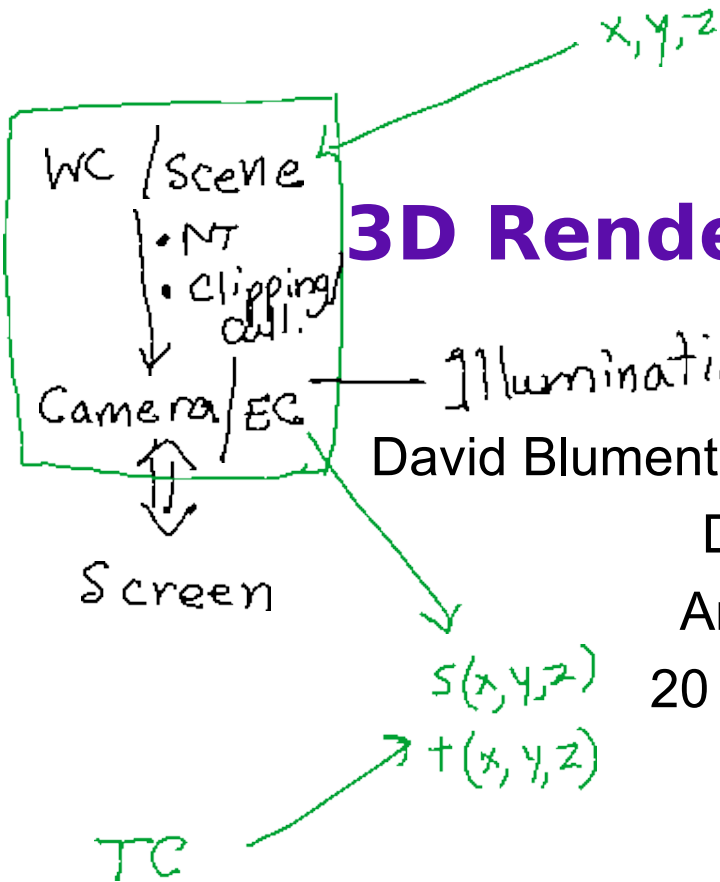 x, y, z
WC / Scene
• NT
3D Rende
• Clipping/
cull.
Illuminati
Camera / EC
David Blument
D
Ar
Screen
s(x, y, z)
20
t(x, y, z)
TC